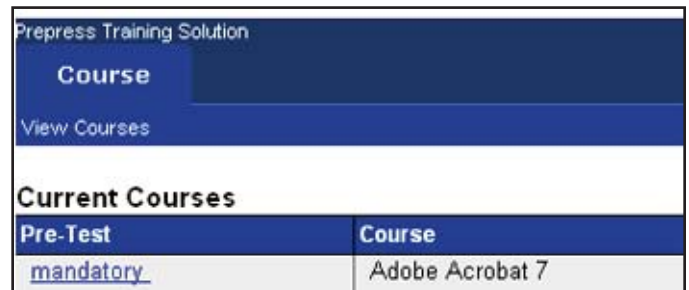 Prepress Training Solution
Course
View Courses
Current Courses
Pre-Test Course
mandatory Adobe Acrobat 7